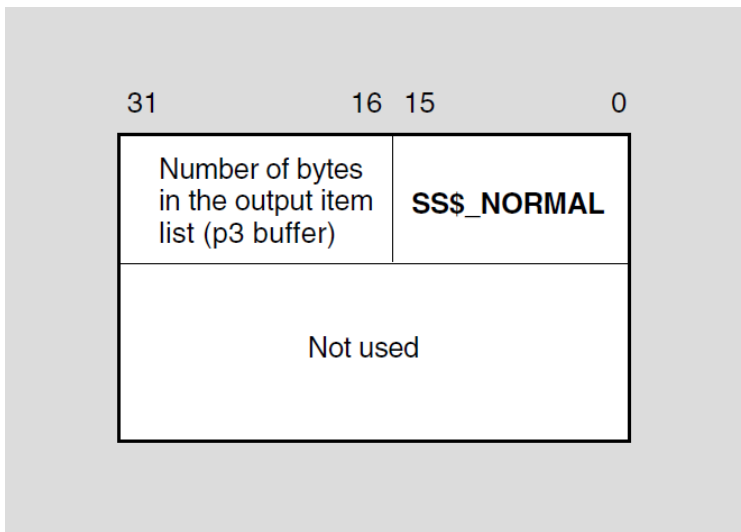 31 16 15 0
Number of bytes
in the output item
list (p3 buffer)
SS$_NORMAL
Not used